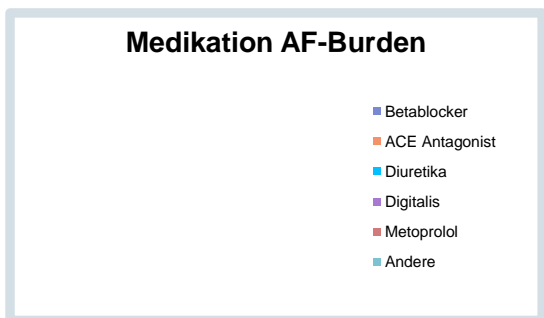 Medikation AF-Burden
Betablocker
ACE Antagonist
Diuretika
Digitalis
Metoprolol
Andere